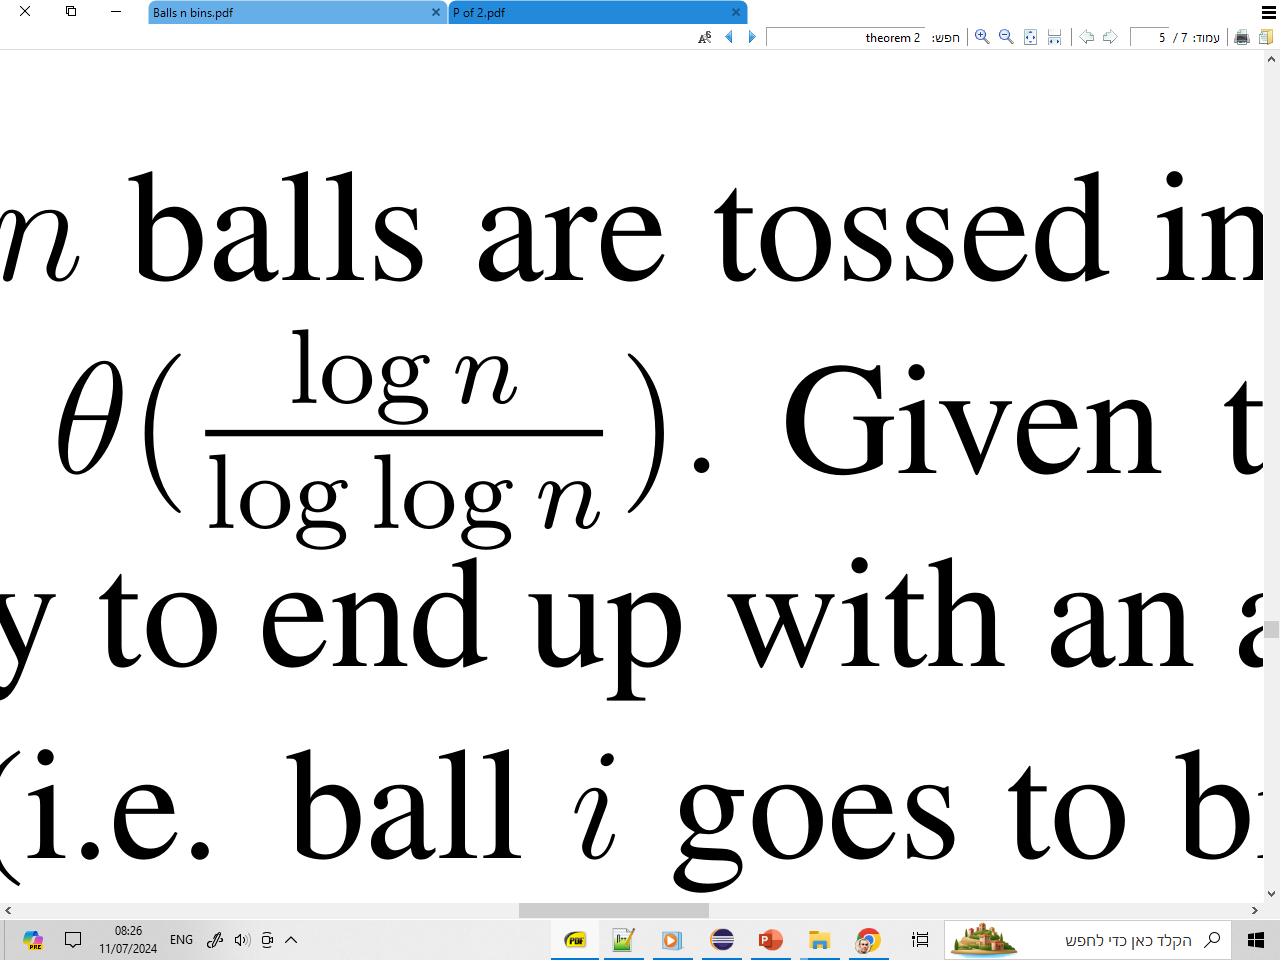 Balls n bins.pdf
P of 2.pdf
theorem 2
חפש:
5
/ 7
עמוד:
n balls are tossed in
θ(log n / log log n). Given t
y to end up with an a
(i.e. ball i goes to b
PRE
08:26
11/07/2024
ENG
PDF
הקלד כאן כדי לחפש